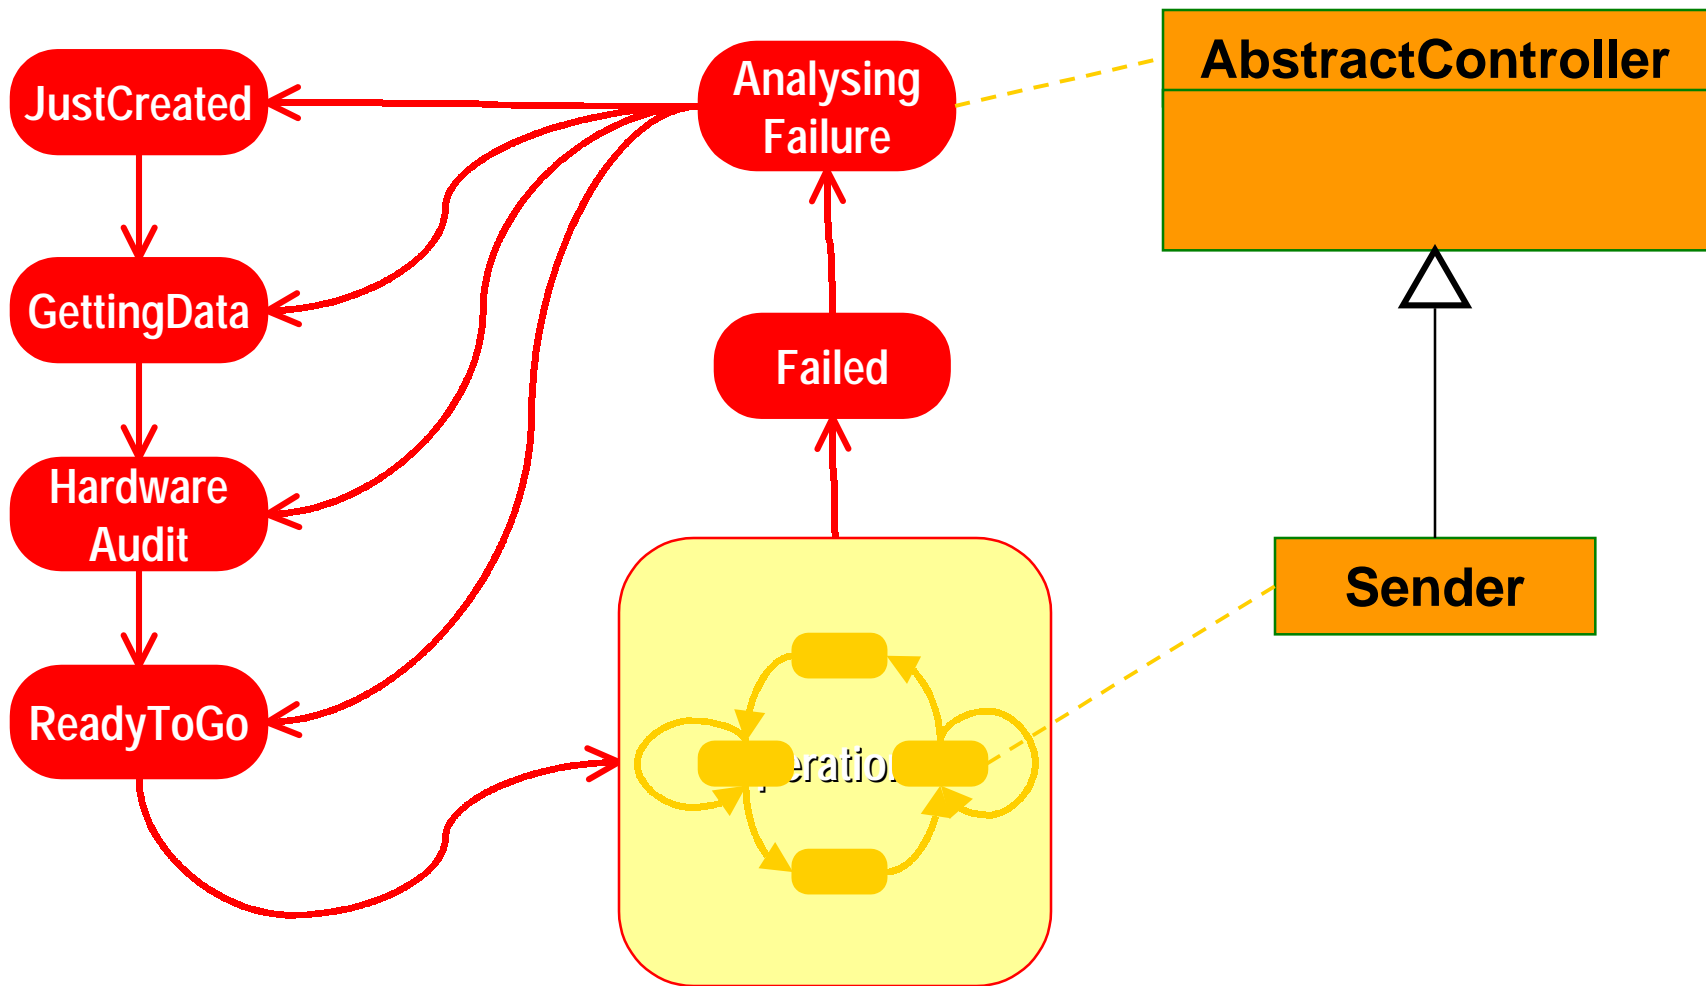 JustCreated
Analysing
Failure
AbstractController
GettingData
Failed
Hardware
Audit
Sender
ReadyToGo